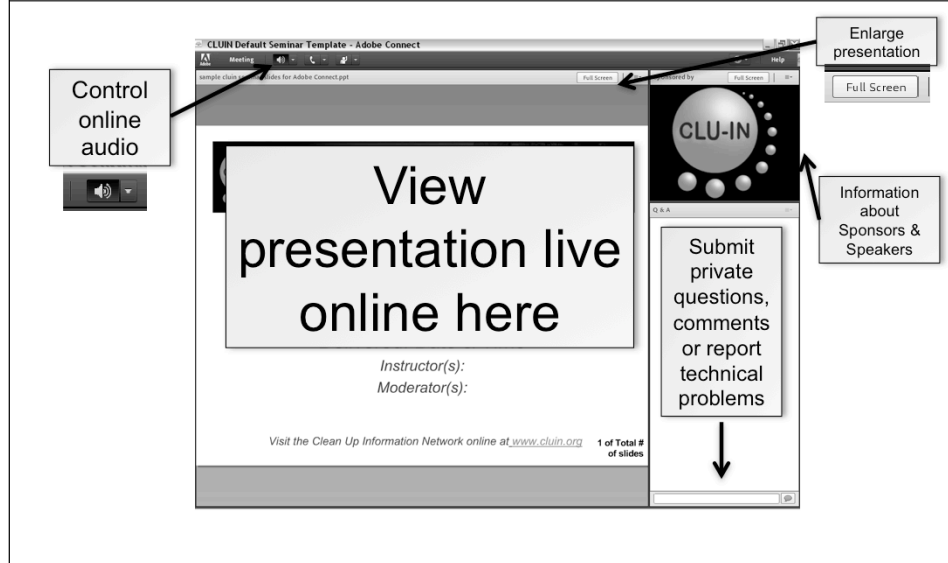 CLUIN Default Seminar Template - Adobe Connect
Adobe
Meeting
Help
Full Screen
Full Screen
Control
online
audio
Enlarge
presentation
Full Screen
CLU-IN
View
presentation live
online here
Information
about
Sponsors &
Speakers
Q & A
Submit
private
questions,
comments
or report
technical
problems
Instructor(s):
Moderator(s):
Visit the Clean Up Information Network online at www.cluin.org
1 of Total #
of slides